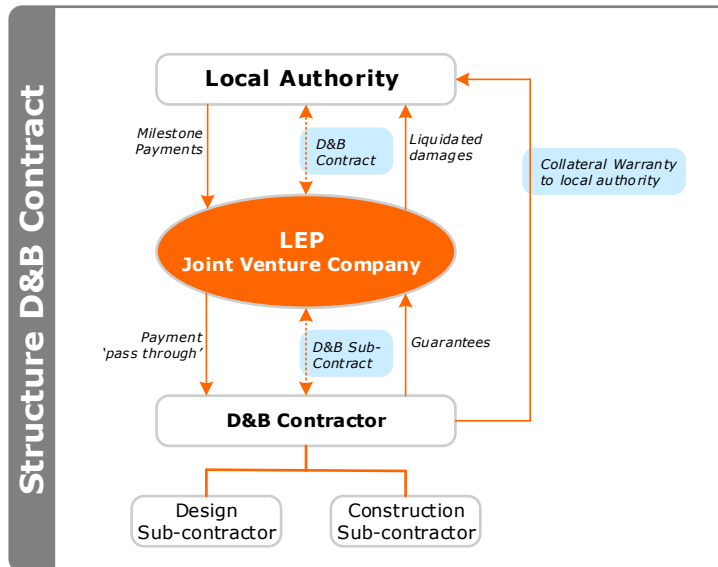 Structure D&B Contract
Local Authority
Milestone
Payments
D&B
Contract
Liquidated
damages
Collateral Warranty
to local authority
LEP
Joint Venture Company
Payment
‘pass through’
D&B Sub-
Contract
Guarantees
D&B Contractor
Design
Sub-contractor
Construction
Sub-contractor